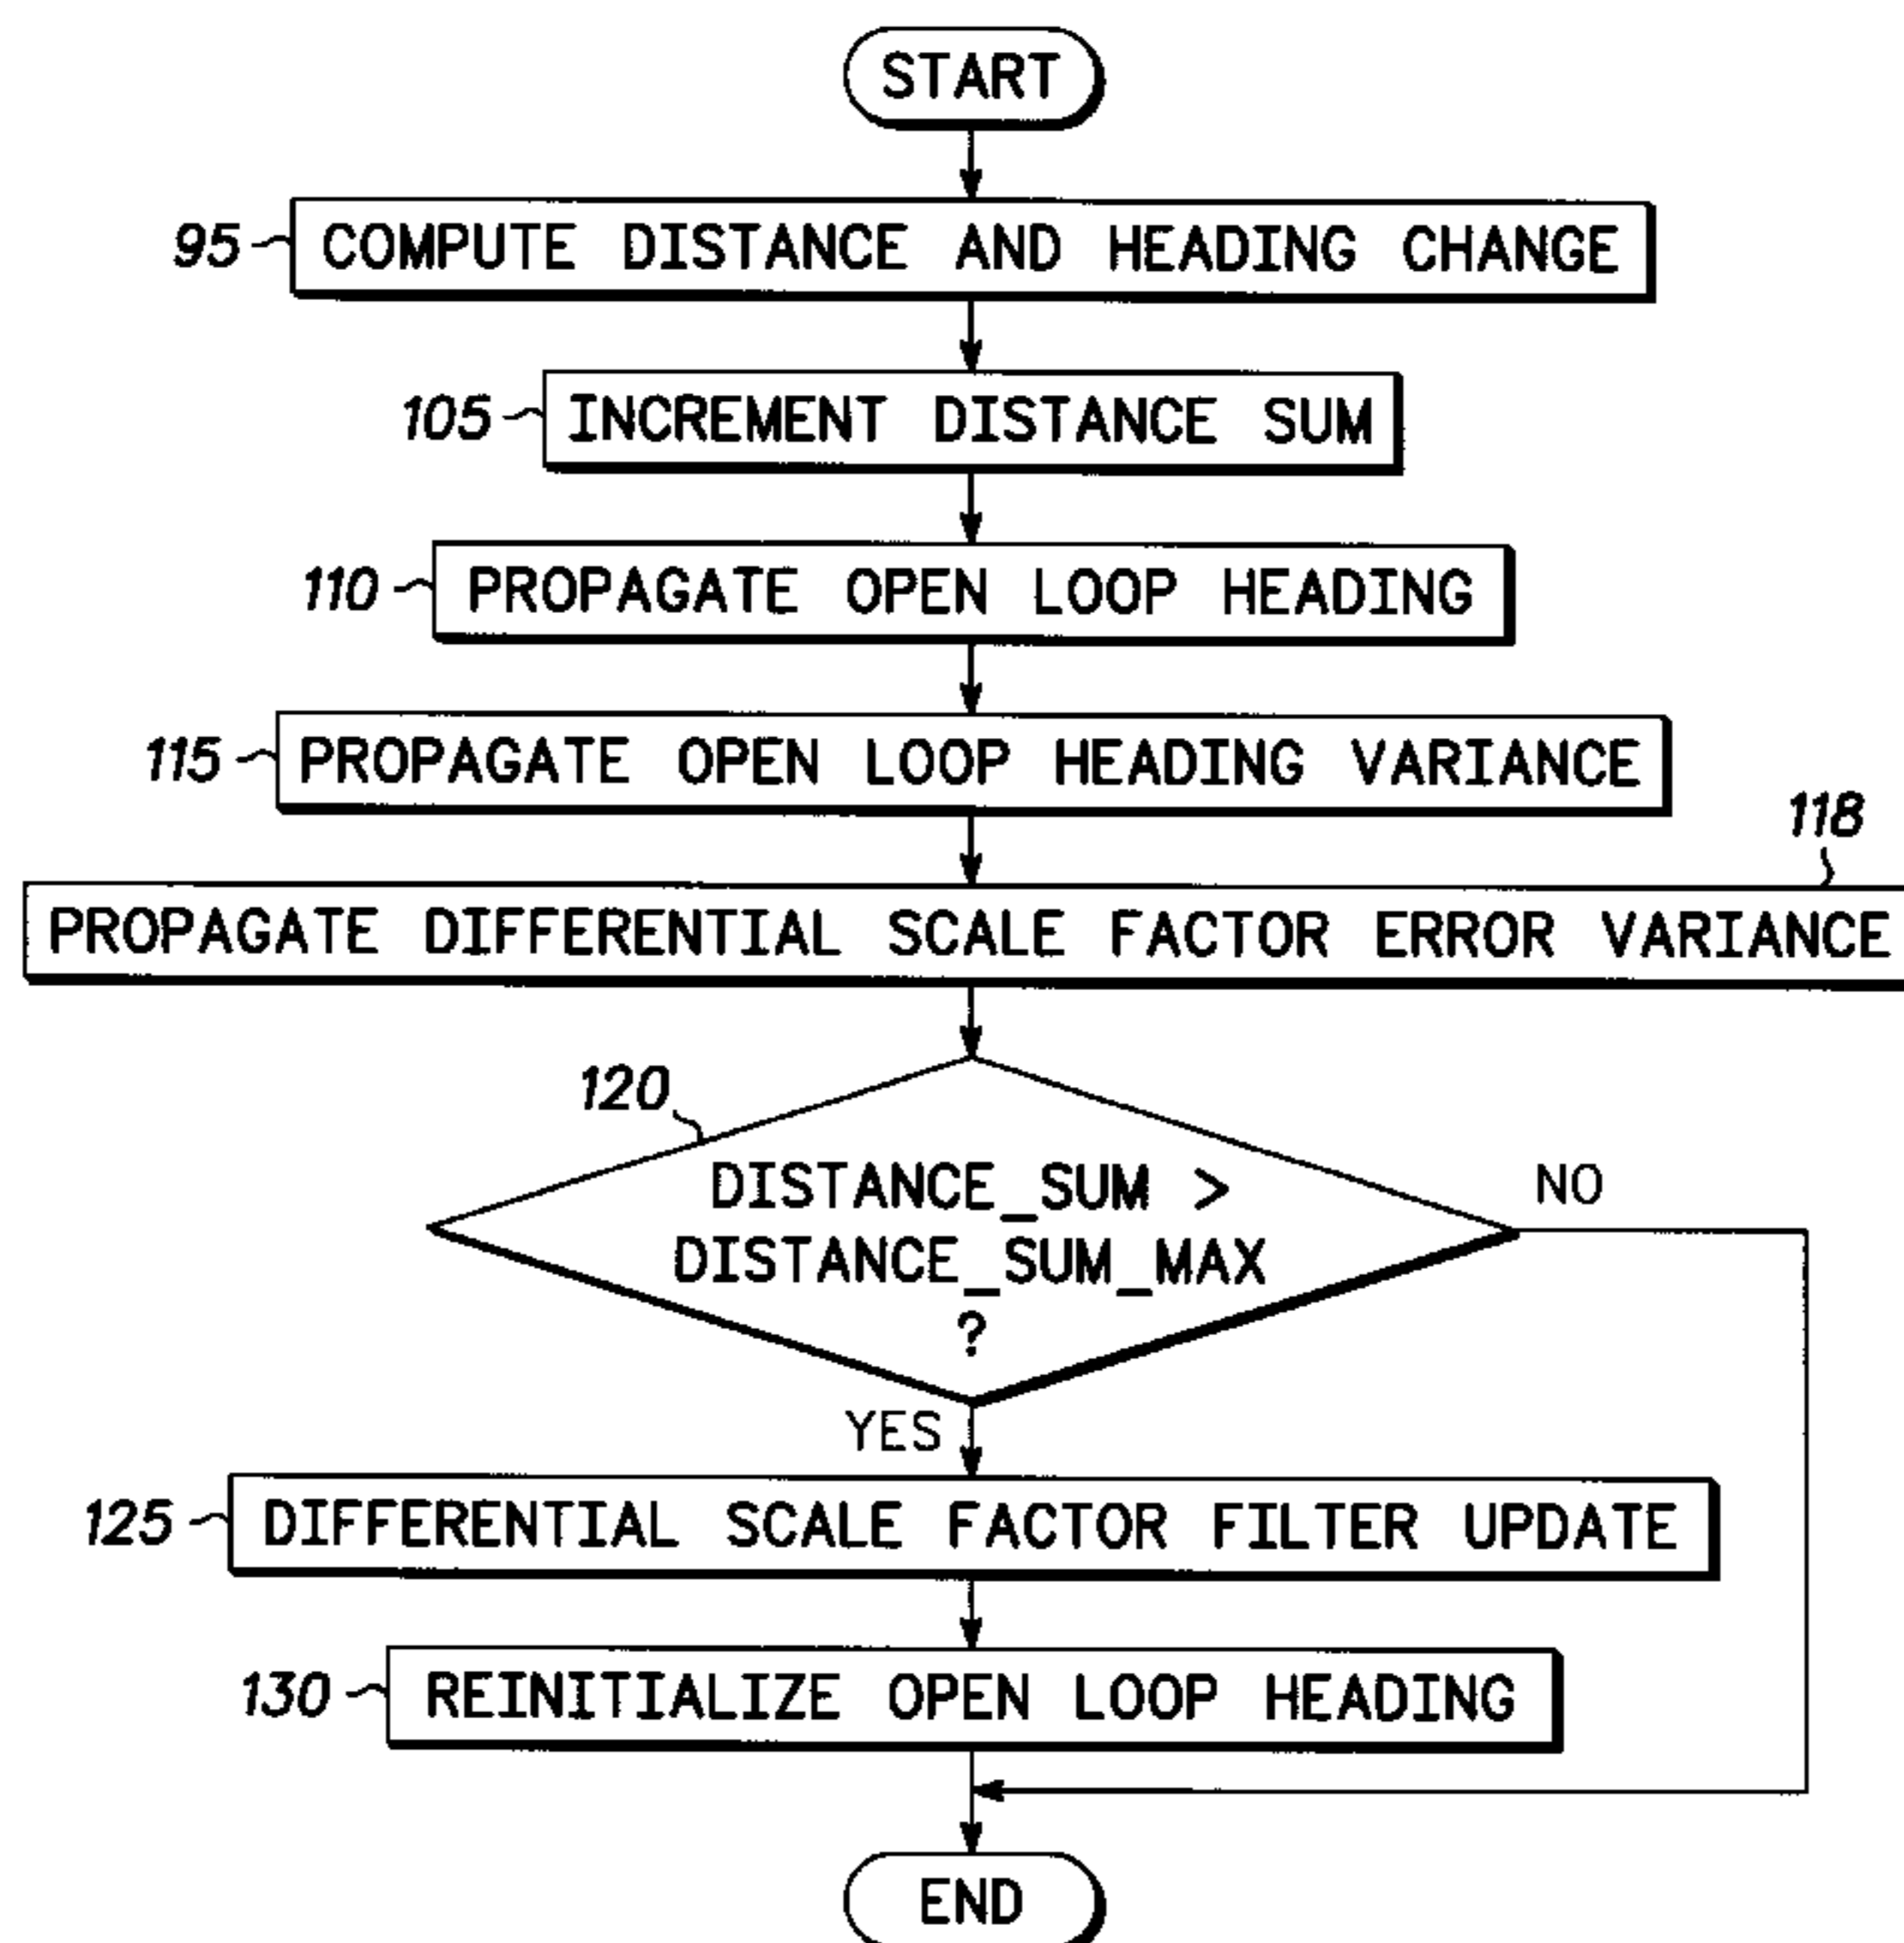 START
95 COMPUTE DISTANCE AND HEADING CHANGE
105 INCREMENT DISTANCE SUM
110 PROPAGATE OPEN LOOP HEADING
115 PROPAGATE OPEN LOOP HEADING VARIANCE
118
PROPAGATE DIFFERENTIAL SCALE FACTOR ERROR VARIANCE
120
DISTANCE_SUM >
DISTANCE_SUM_MAX
?
NO
YES
125 DIFFERENTIAL SCALE FACTOR FILTER UPDATE
130 REINITIALIZE OPEN LOOP HEADING
END